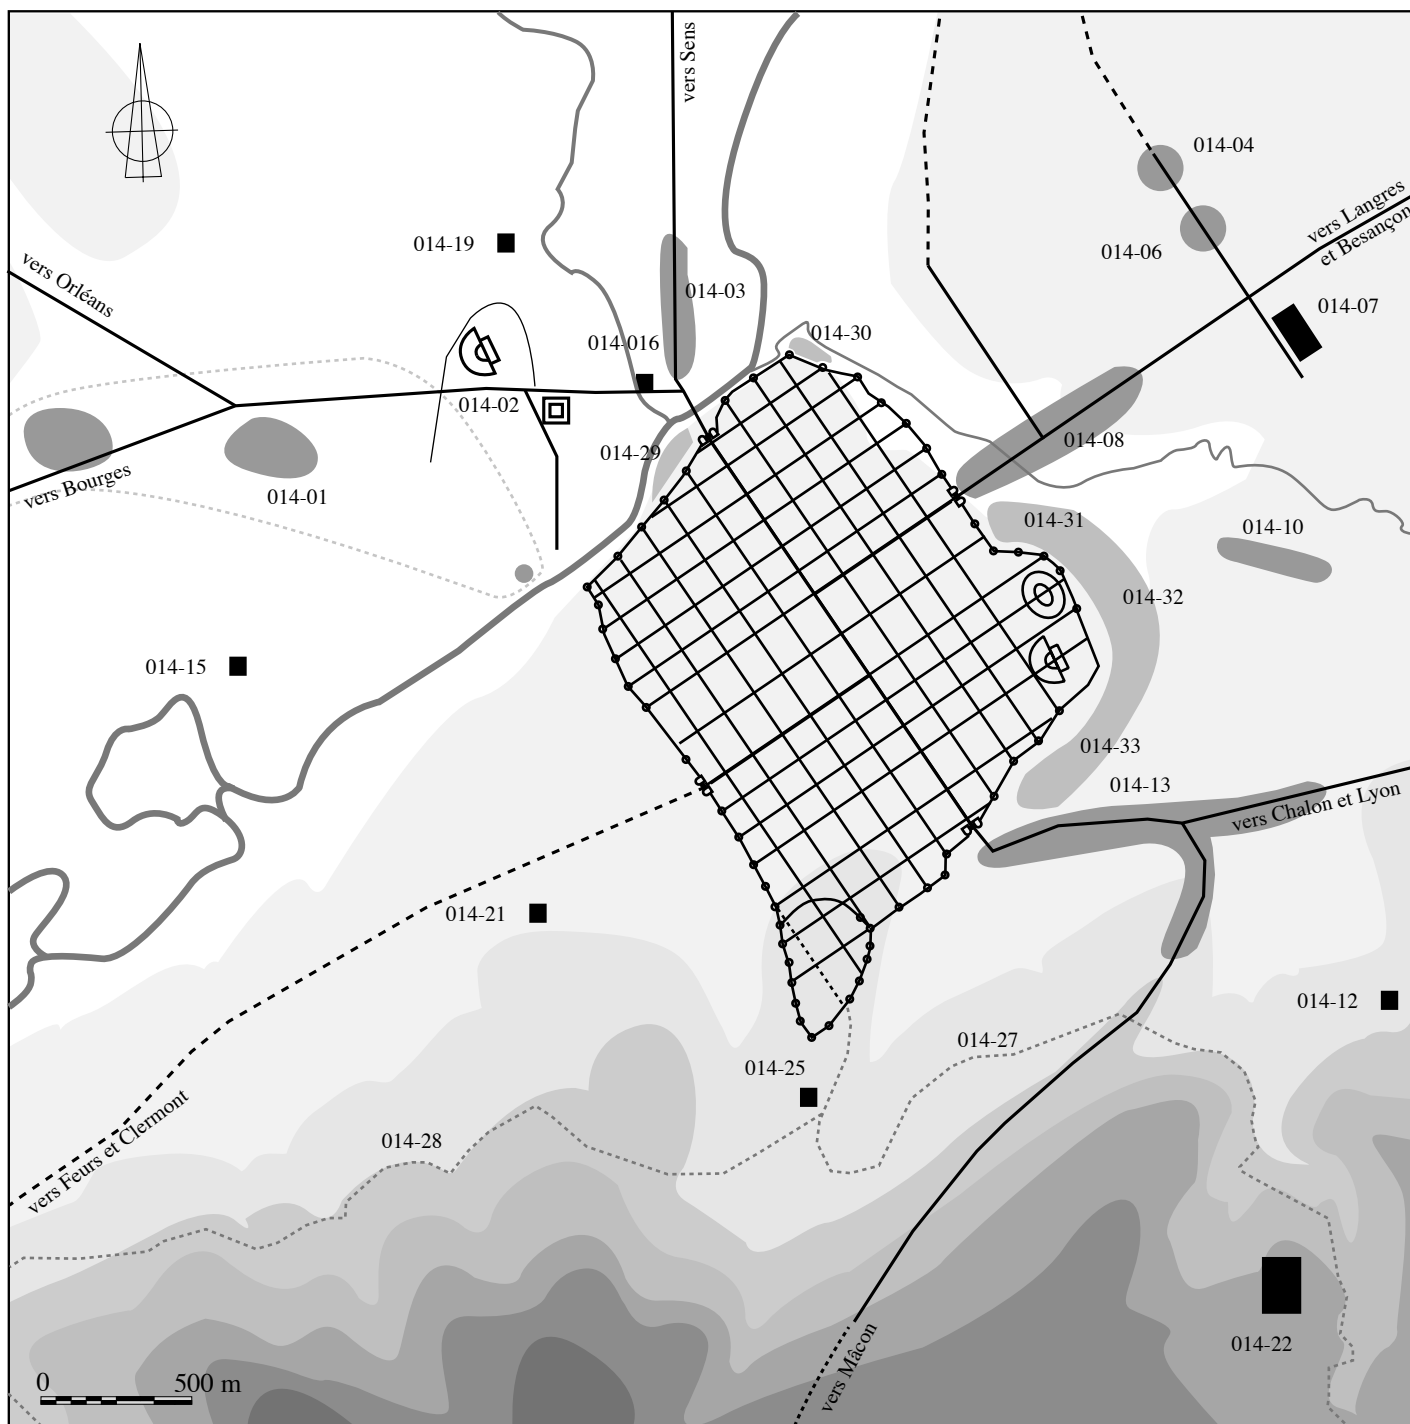 vers Sens
014-04
vers Langres
et Besançon
014-19
014-06
vers Orléans
014-03
014-07
014-30
014-016
014-02
014-08
014-29
vers Bourges
014-01
014-31
014-10
014-32
014-15
014-33
014-13
vers Chalon et Lyon
014-21
014-12
014-27
014-25
vers Feurs et Clermont
014-28
014-22
vers Mâcon
0 500 m